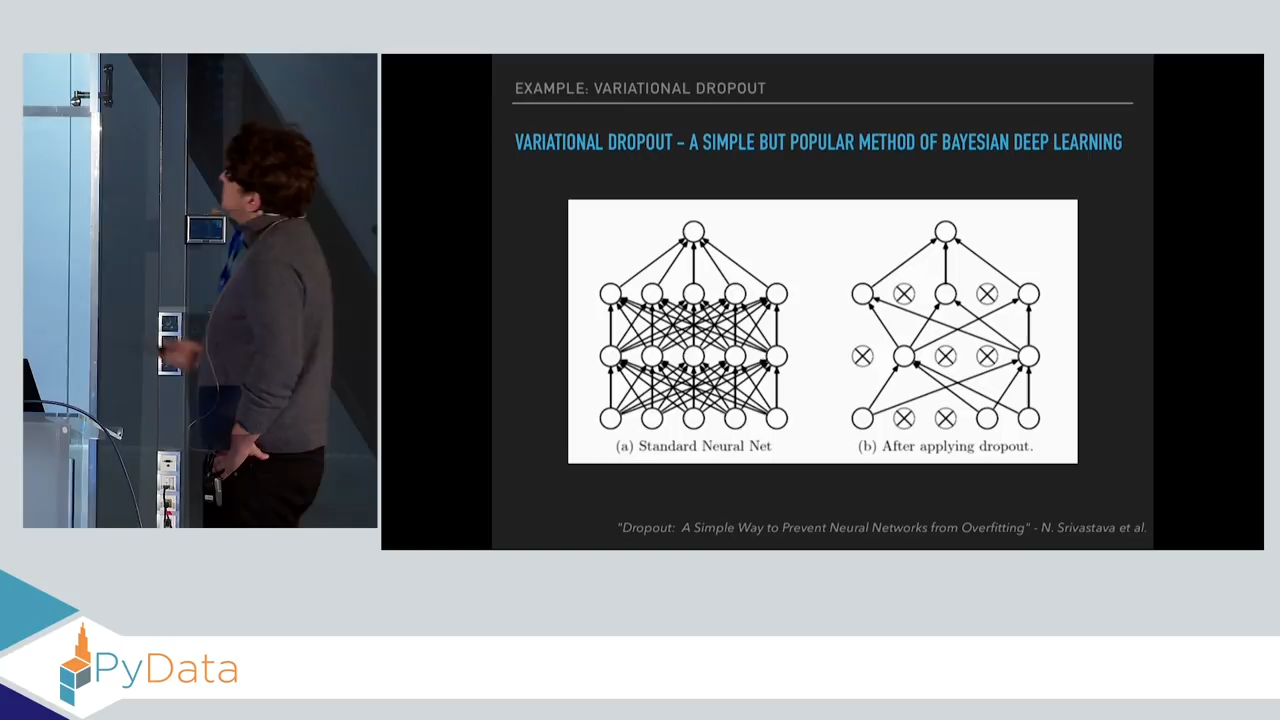 EXAMPLE: VARIATIONAL DROPOUT
VARIATIONAL DROPOUT – A SIMPLE BUT POPULAR METHOD OF BAYESIAN DEEP LEARNING
(a) Standard Neural Net
(b) After applying dropout.
"Dropout: A Simple Way to Prevent Neural Networks from Overfitting" - N. Srivastava et al.
PyData